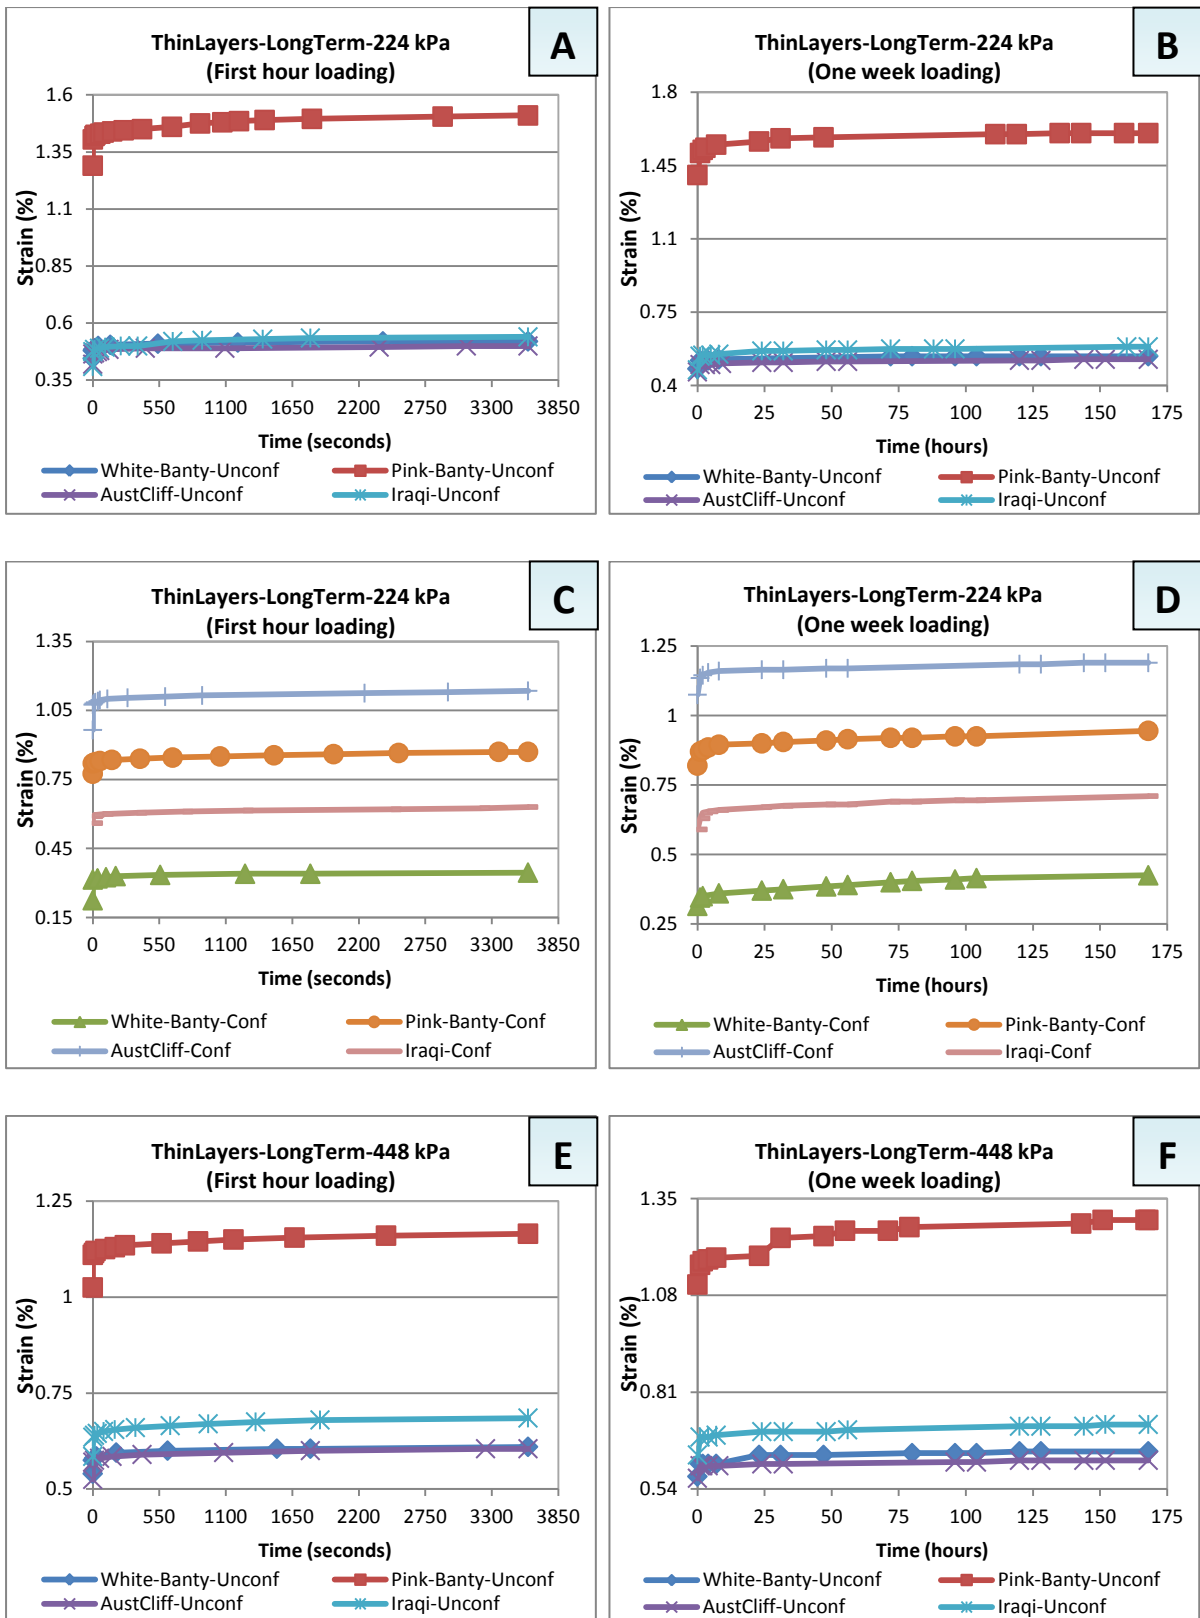 ThinLayers-LongTerm-224 kPa
(First hour loading)
A
Strain (%)
1.6
1.35
1.1
0.85
0.6
0.35
0 550 1100 1650 2200 2750 3300 3850
Time (seconds)
White-Banty-Unconf Pink-Banty-Unconf
AustCliff-Unconf Iraqi-Unconf
ThinLayers-LongTerm-224 kPa
(One week loading)
B
Strain (%)
1.8
1.45
1.1
0.75
0.4
0 25 50 75 100 125 150 175
Time (hours)
White-Banty-Unconf Pink-Banty-Unconf
AustCliff-Unconf Iraqi-Unconf
ThinLayers-LongTerm-224 kPa
(First hour loading)
C
Strain (%)
1.35
1.05
0.75
0.45
0.15
0 550 1100 1650 2200 2750 3300 3850
Time (seconds)
White-Banty-Conf Pink-Banty-Conf
AustCliff-Conf Iraqi-Conf
ThinLayers-LongTerm-224 kPa
(One week loading)
D
Strain (%)
1.25
1
0.75
0.5
0.25
0 25 50 75 100 125 150 175
Time (hours)
White-Banty-Conf Pink-Banty-Conf
AustCliff-Conf Iraqi-Conf
ThinLayers-LongTerm-448 kPa
(First hour loading)
E
Strain (%)
1.25
1
0.75
0.5
0 550 1100 1650 2200 2750 3300 3850
Time (seconds)
White-Banty-Unconf Pink-Banty-Unconf
AustCliff-Unconf Iraqi-Unconf
ThinLayers-LongTerm-448 kPa
(One week loading)
F
Strain (%)
1.35
1.08
0.81
0.54
0 25 50 75 100 125 150 175
Time (hours)
White-Banty-Unconf Pink-Banty-Unconf
AustCliff-Unconf Iraqi-Unconf